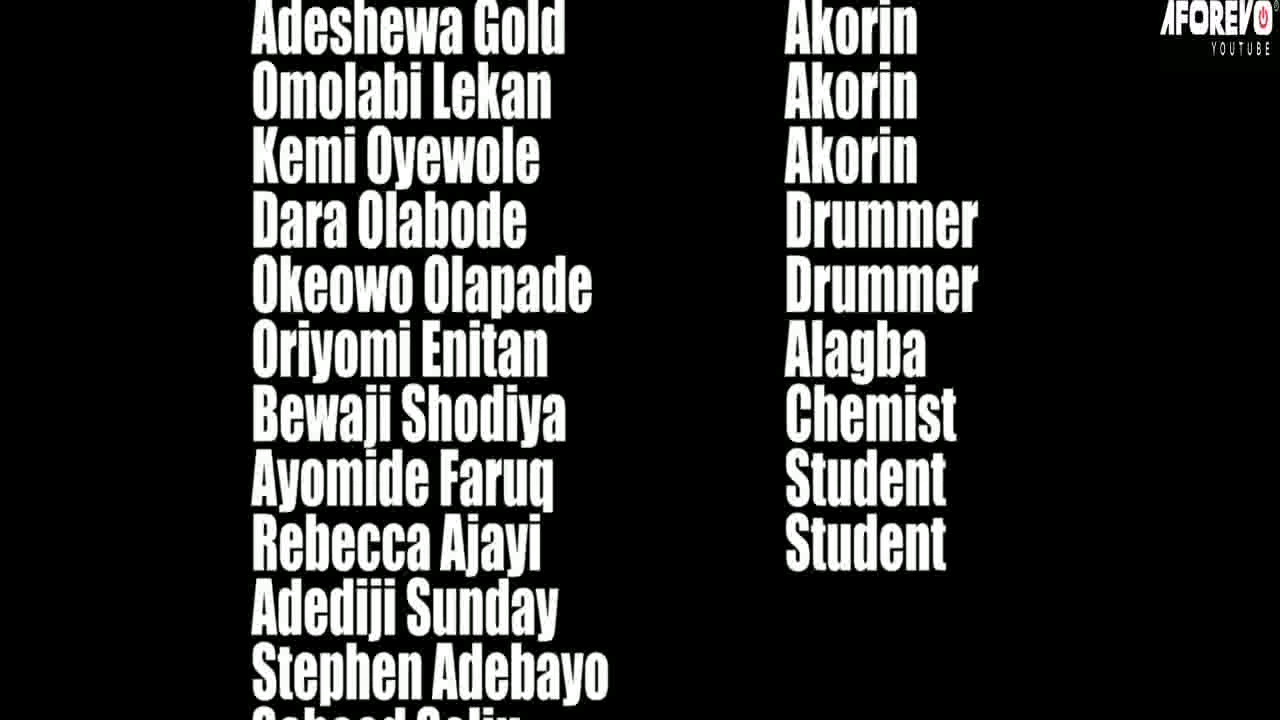 AFOREVO
YOUTUBE
Adeshewa Gold Akorin
Omolabi Lekan Akorin
Kemi Oyewole Akorin
Dara Olabode Drummer
Okeowo Olapade Drummer
Oriyomi Enitan Alagba
Bewaji Shodiya Chemist
Ayomide Faruq Student
Rebecca Ajayi Student
Adediji Sunday
Stephen Adebayo